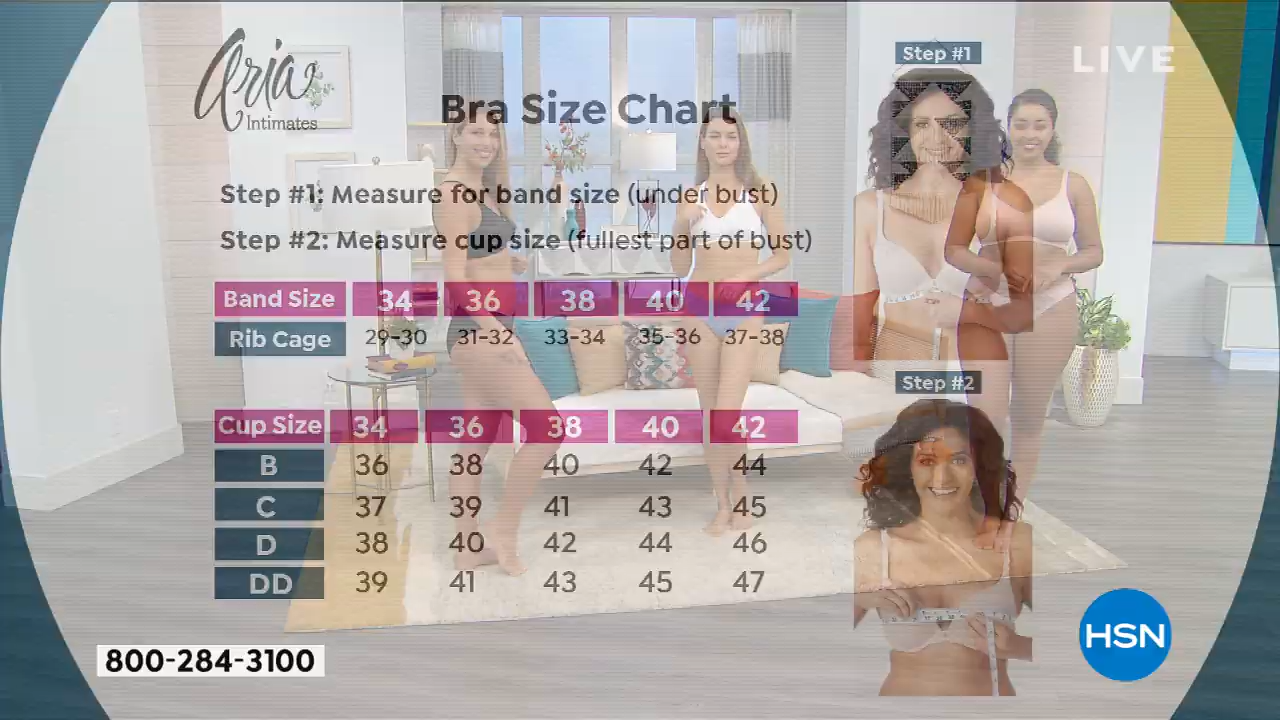 Aria
Intimates
Bra Size Chart
Step #1: Measure for band size (under bust)
Step #2: Measure cup size (fullest part of bust)
Band Size 34 36 38 40 42
Rib Cage 29-30 31-32 33-34 35-36 37-38
Cup Size 34 36 38 40 42
B 36 38 40 42 44
C 37 39 41 43 45
D 38 40 42 44 46
DD 39 41 43 45 47
Step #1
Step #2
LIVE
800-284-3100
HSN